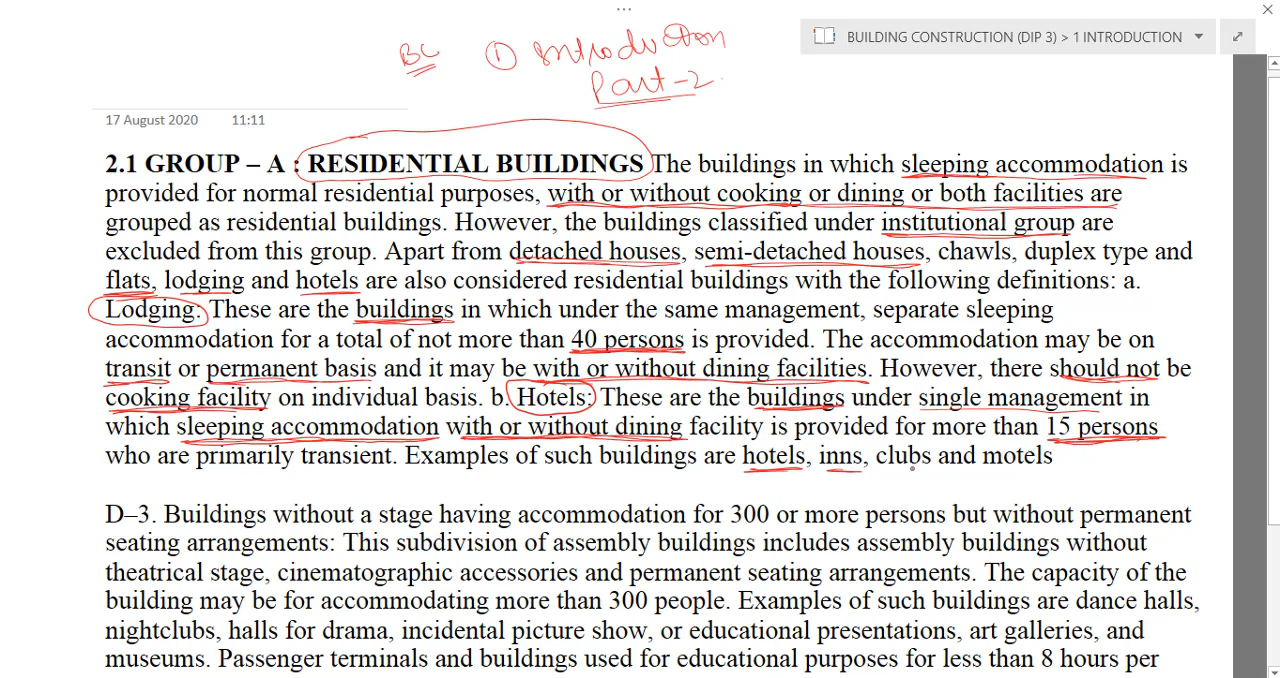 ...
BUILDING CONSTRUCTION (DIP 3) > 1 INTRODUCTION
BC ① Introduction
Part-2
17 August 2020 11:11
2.1 GROUP – A : RESIDENTIAL BUILDINGS The buildings in which sleeping accommodation is
provided for normal residential purposes, with or without cooking or dining or both facilities are
grouped as residential buildings. However, the buildings classified under institutional group are
excluded from this group. Apart from detached houses, semi-detached houses, chawls, duplex type and
flats, lodging and hotels are also considered residential buildings with the following definitions: a.
Lodging: These are the buildings in which under the same management, separate sleeping
accommodation for a total of not more than 40 persons is provided. The accommodation may be on
transit or permanent basis and it may be with or without dining facilities. However, there should not be
cooking facility on individual basis. b. Hotels: These are the buildings under single management in
which sleeping accommodation with or without dining facility is provided for more than 15 persons
who are primarily transient. Examples of such buildings are hotels, inns, clubs and motels
D–3. Buildings without a stage having accommodation for 300 or more persons but without permanent
seating arrangements: This subdivision of assembly buildings includes assembly buildings without
theatrical stage, cinematographic accessories and permanent seating arrangements. The capacity of the
building may be for accommodating more than 300 people. Examples of such buildings are dance halls,
nightclubs, halls for drama, incidental picture show, or educational presentations, art galleries, and
museums. Passenger terminals and buildings used for educational purposes for less than 8 hours per